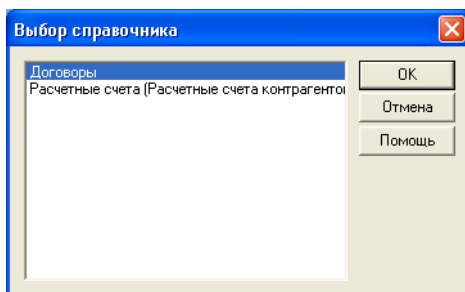 Выбор справочника
Договоры
Расчетные счета (Расчетные счета контрагентов
OK
Отмена
Помощь